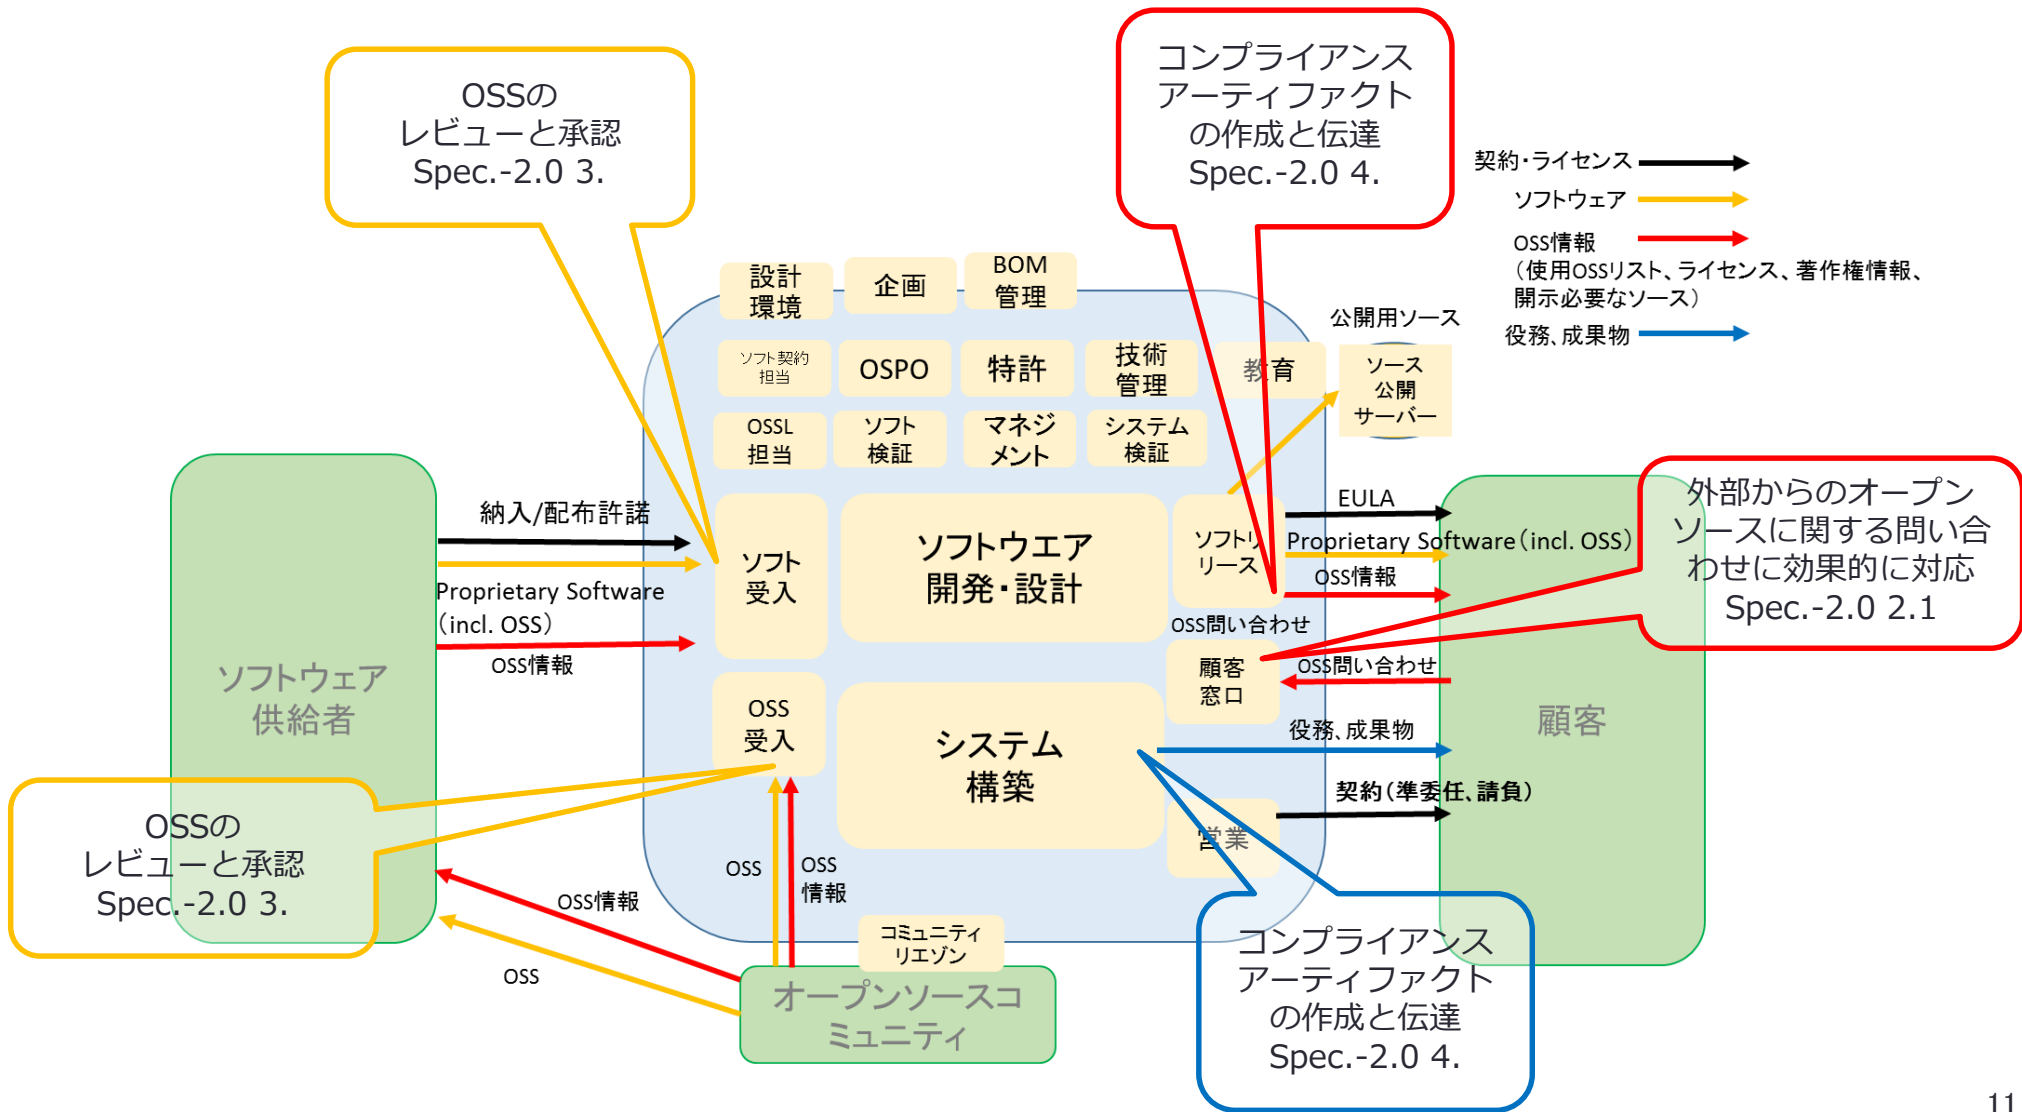 OSSの
レビューと承認
Spec.-2.0 3.
コンプライアンス
アーティファクト
の作成と伝達
Spec.-2.0 4.
契約・ライセンス
ソフトウェア
OSS情報
（使用OSSリスト、ライセンス、著作権情報、
開示必要なソース）
役務、成果物
設計
環境
企画
BOM
管理
公開用ソース
ソフト契約
担当
OSPO
特許
技術
管理
教育
ソース
公開
サーバー
OSSL
担当
ソフト
検証
マネジ
メント
システム
検証
納入/配布許諾
Proprietary Software
（incl. OSS）
OSS情報
ソフト
受入
ソフトウエア
開発・設計
ソフトリ
リース
EULA
Proprietary Software（incl. OSS）
OSS情報
外部からのオープン
ソースに関する問い合
わせに効果的に対応
Spec.-2.0 2.1
OSS問い合わせ
顧客
窓口
OSS問い合わせ
ソフトウェア
供給者
OSS
受入
システム
構築
役務、成果物
顧客
契約（準委任、請負）
営業
OSSの
レビューと承認
Spec.-2.0 3.
OSS
OSS
情報
OSS情報
OSS
コミュニティ
リエゾン
オープンソースコ
ミュニティ
コンプライアンス
アーティファクト
の作成と伝達
Spec.-2.0 4.
11